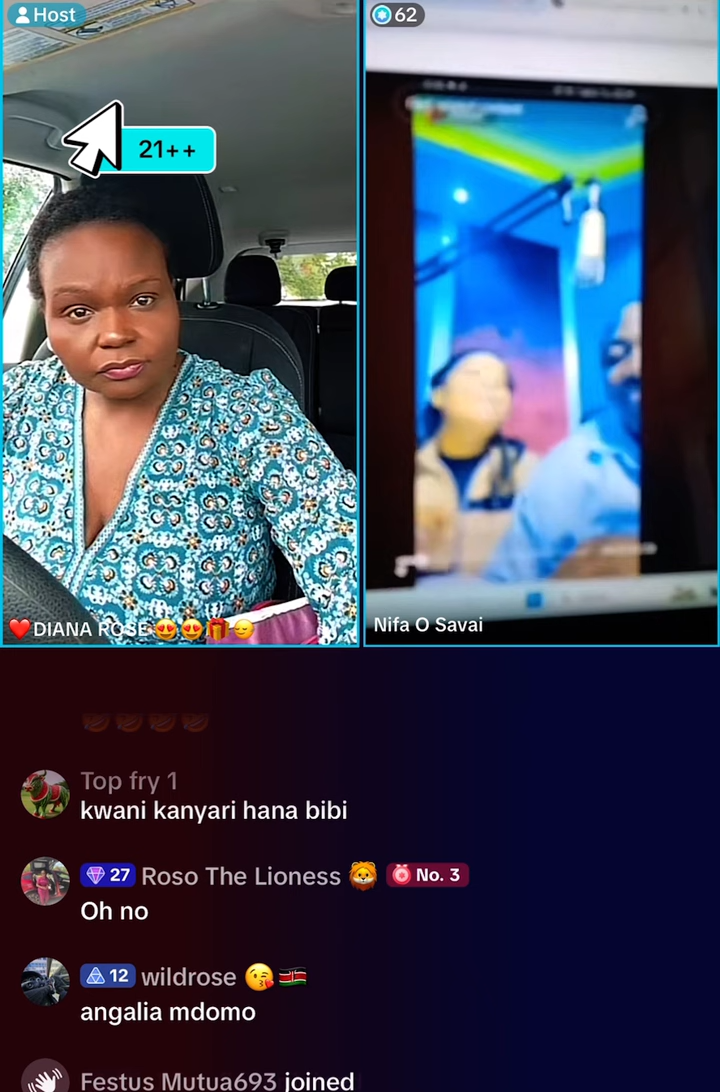 Host
62
21++
❤️DIANA ROSE😍😍🎁😔
Nifa O Savai
Top fry 1
kwani kanyari hana bibi
27 Roso The Lioness 🦁 No. 3
Oh no
12 wildrose 😘🇰🇪
angalia mdomo
Festus Mutua693 joined